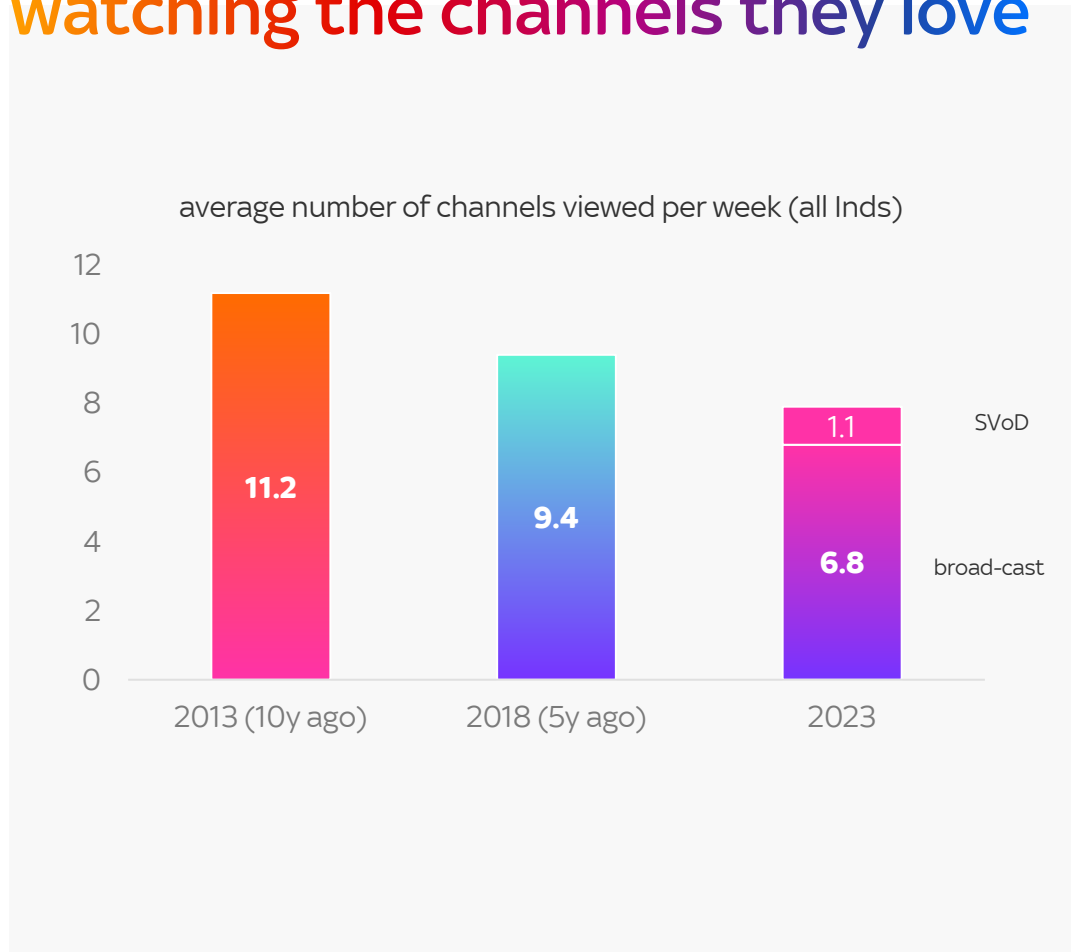 watching the channels they love
average number of channels viewed per week (all Inds)
12
10
8
6
4
2
0
11.2
9.4
1.1
6.8
SVoD
broad-cast
2013 (10y ago)
2018 (5y ago)
2023